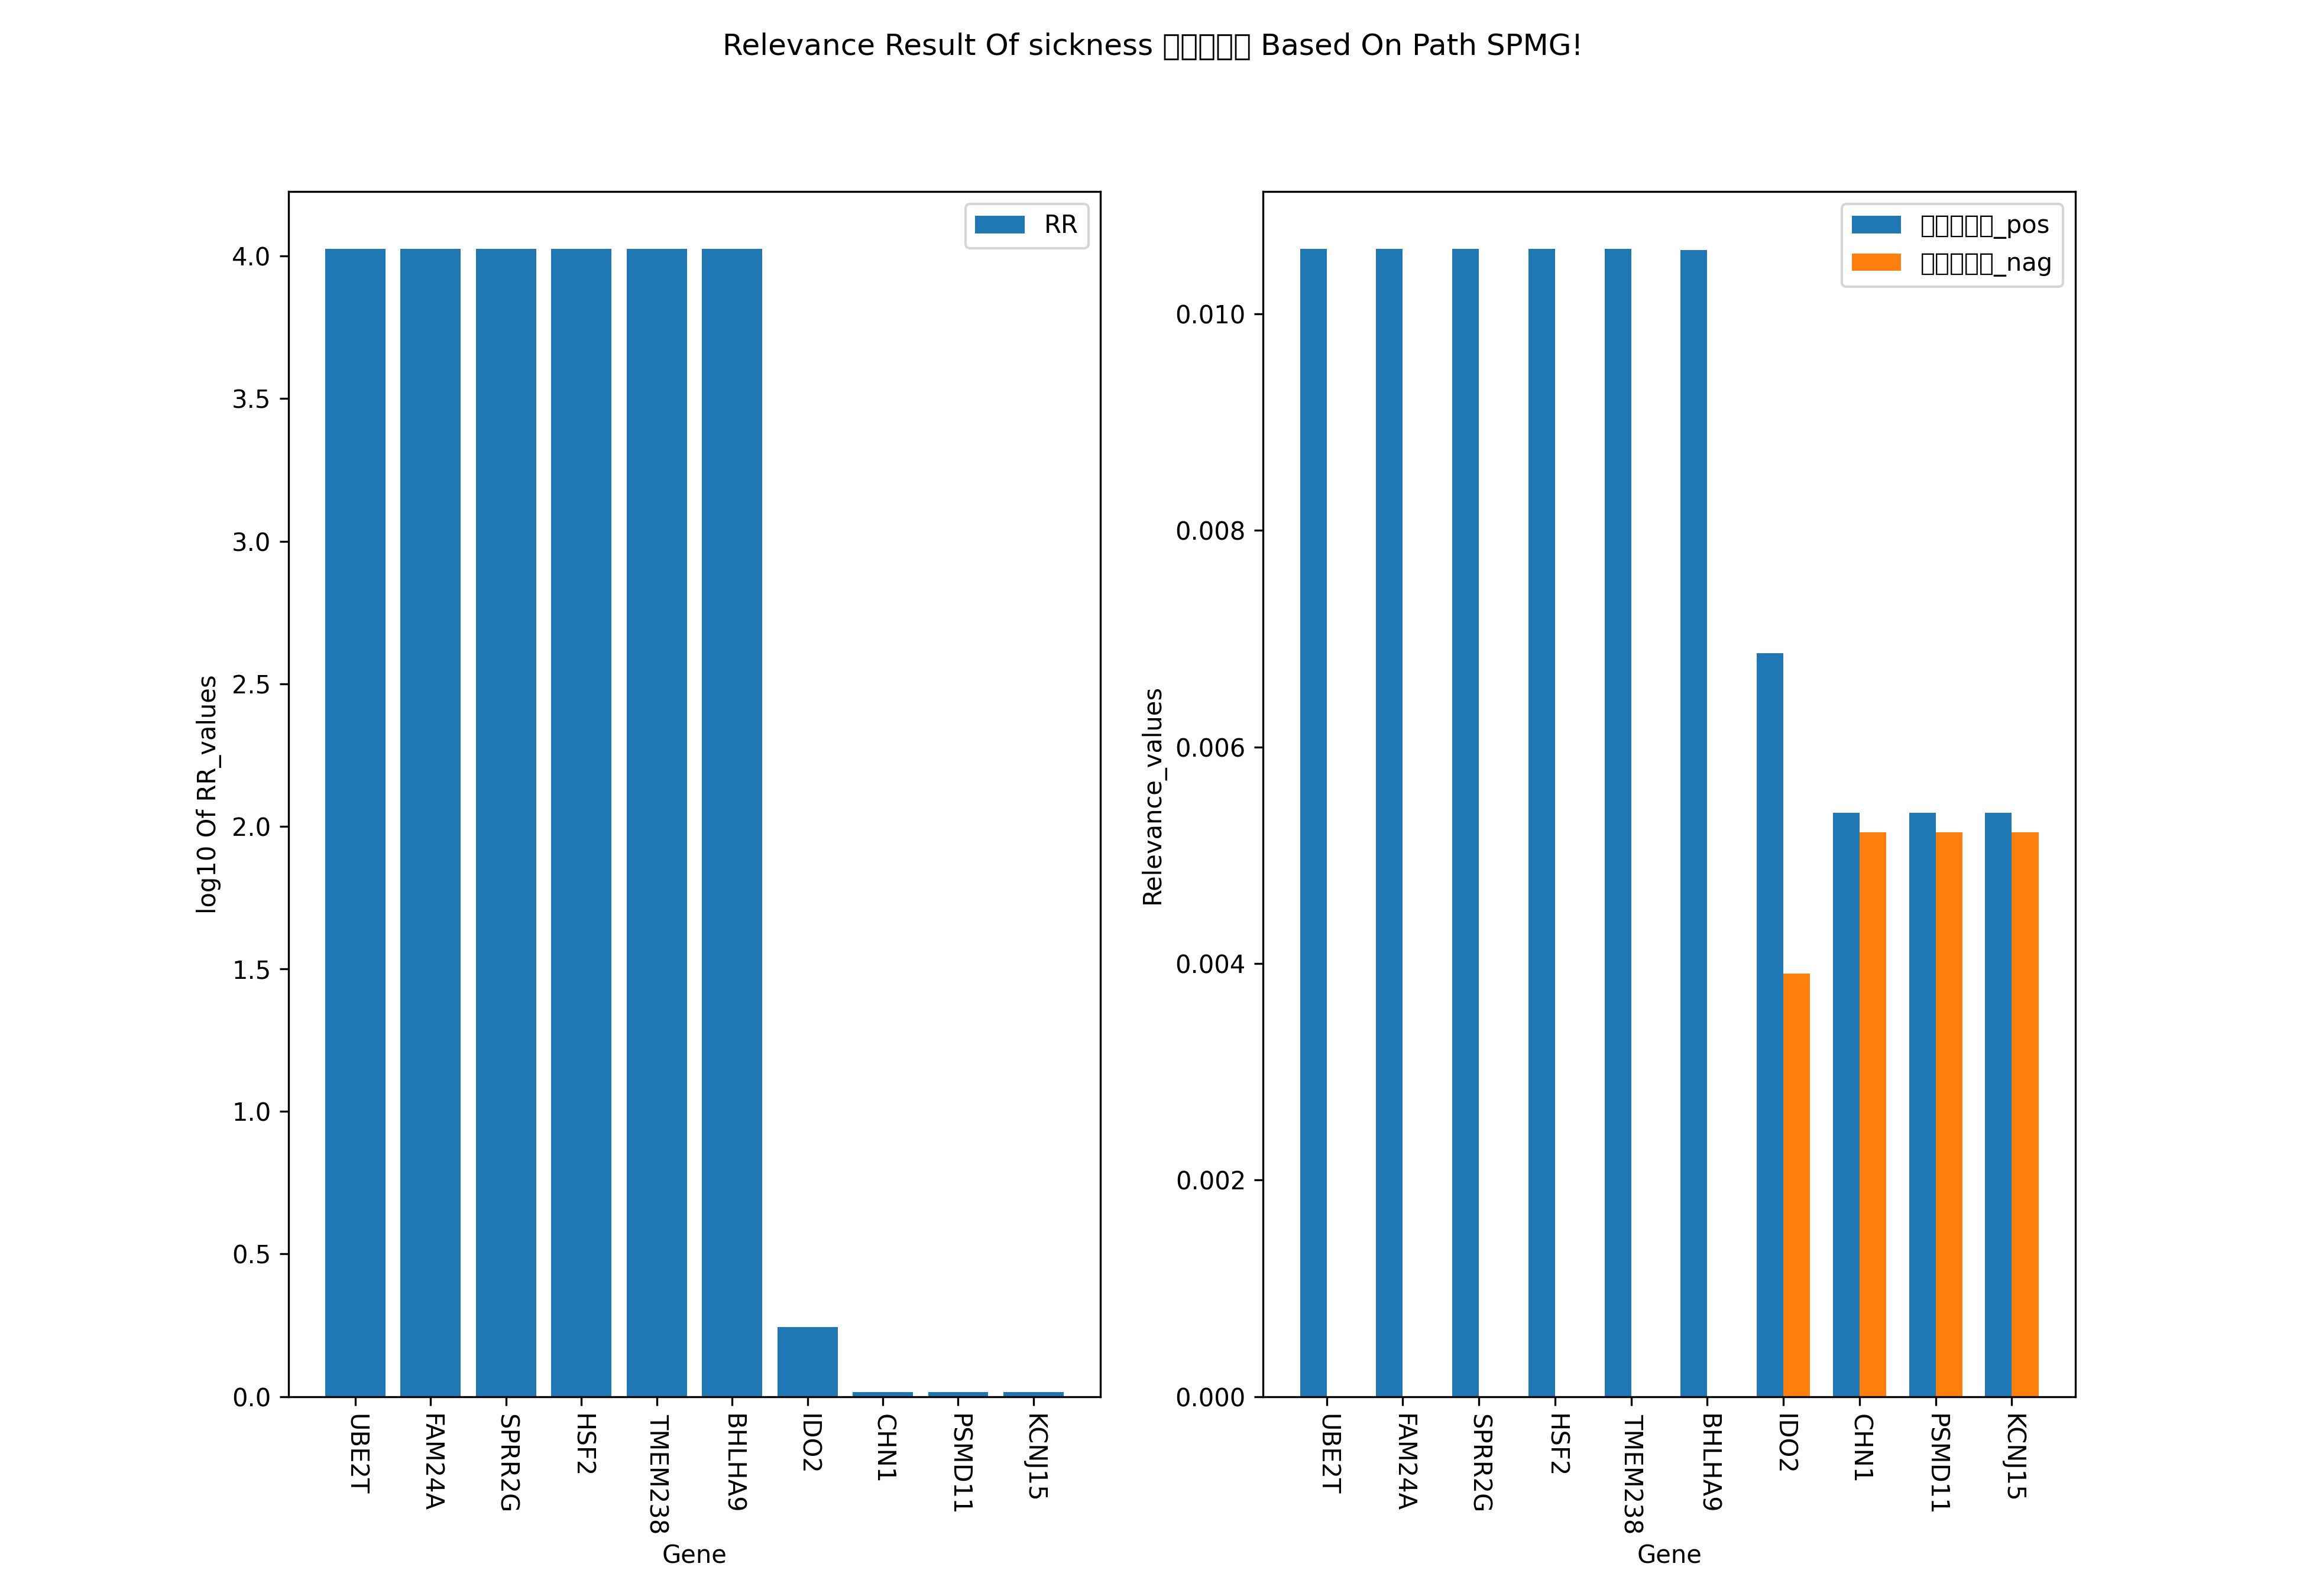 Relevance Result Of sickness Based On Path SPMG!
RR
4.0
3.5
3.0
2.5
2.0
1.5
1.0
0.5
0.0
log10 Of RR_values
UBE2T
FAM24A
SPRR2G
HSF2
TMEM238
BHLHA9
IDO2
CHN1
PSMD11
KCNJ15
Gene
_pos
_nag
0.010
0.008
0.006
0.004
0.002
0.000
Relevance_values
UBE2T
FAM24A
SPRR2G
HSF2
TMEM238
BHLHA9
IDO2
CHN1
PSMD11
KCNJ15
Gene